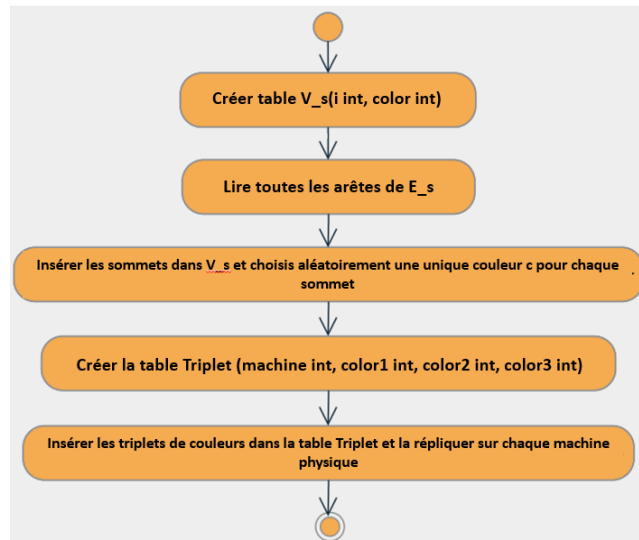 Créer table V_s(i int, color int)
Lire toutes les arêtes de E_s
Insérer les sommets dans V_s et choisis aléatoirement une unique couleur c pour chaque .
sommet
Créer la table Triplet (machine int, color1 int, color2 int, color3 int)
Insérer les triplets de couleurs dans la table Triplet et la répliquer sur chaque machine
physique